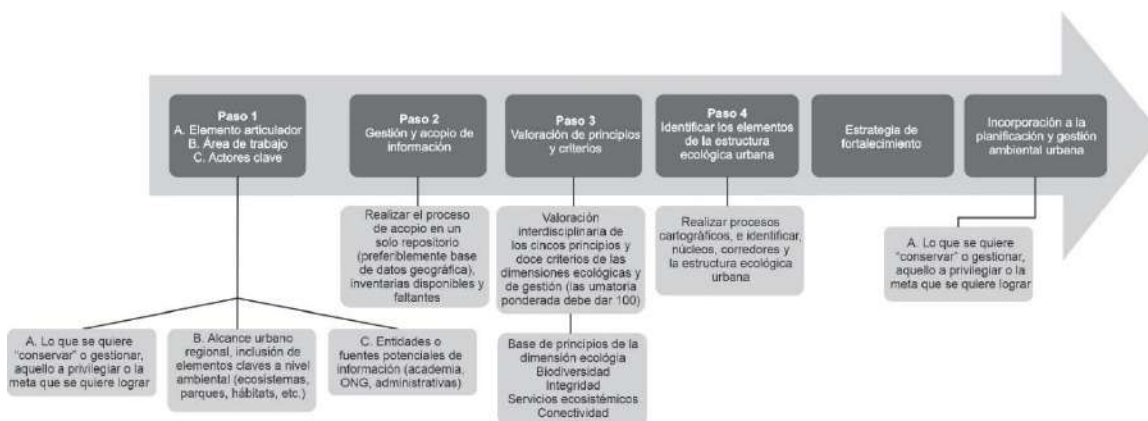 Paso 1
A. Elemento articulador
B. Área de trabajo
C. Actores clave
Paso 2
Gestión y acopio de
información
Paso 3
Valoración de principios
y criterios
Paso 4
Identificar los elementos
de la estructura
ecológica urbana
Estrategia de
fortalecimiento
Incorporación a la
planificación y gestión
ambiental urbana
Realizar el proceso
de acopio en un
solo repositorio
(preferiblemente base
de datos geográfica),
inventarias disponibles y
faltantes
Valoración
interdisciplinaria de
los cinco principios y
doce criterios de las
dimensiones ecológicas y
de gestión (las umatoria
ponderada debe dar 100)
Realizar procesos
cartográficos, e identificar,
núcleos, corredores y
la estructura ecológica
urbana
A. Lo que se quiere
“conservar” o gestionar,
aquello a privilegiar o la
meta que se quiere lograr
A. Lo que se quiere
“conservar” o gestionar,
aquello a privilegiar o la
meta que se quiere lograr
B. Alcance urbano
regional, inclusión de
elementos claves a nivel
ambiental (ecosistemas,
parques, hábitats, etc.)
C. Entidades o
fuentes potenciales de
información (academia,
ONG, administrativas)
Base de principios de la
dimensión ecología
Biodiversidad
Integridad
Servicios ecosistémicos
Conectividad